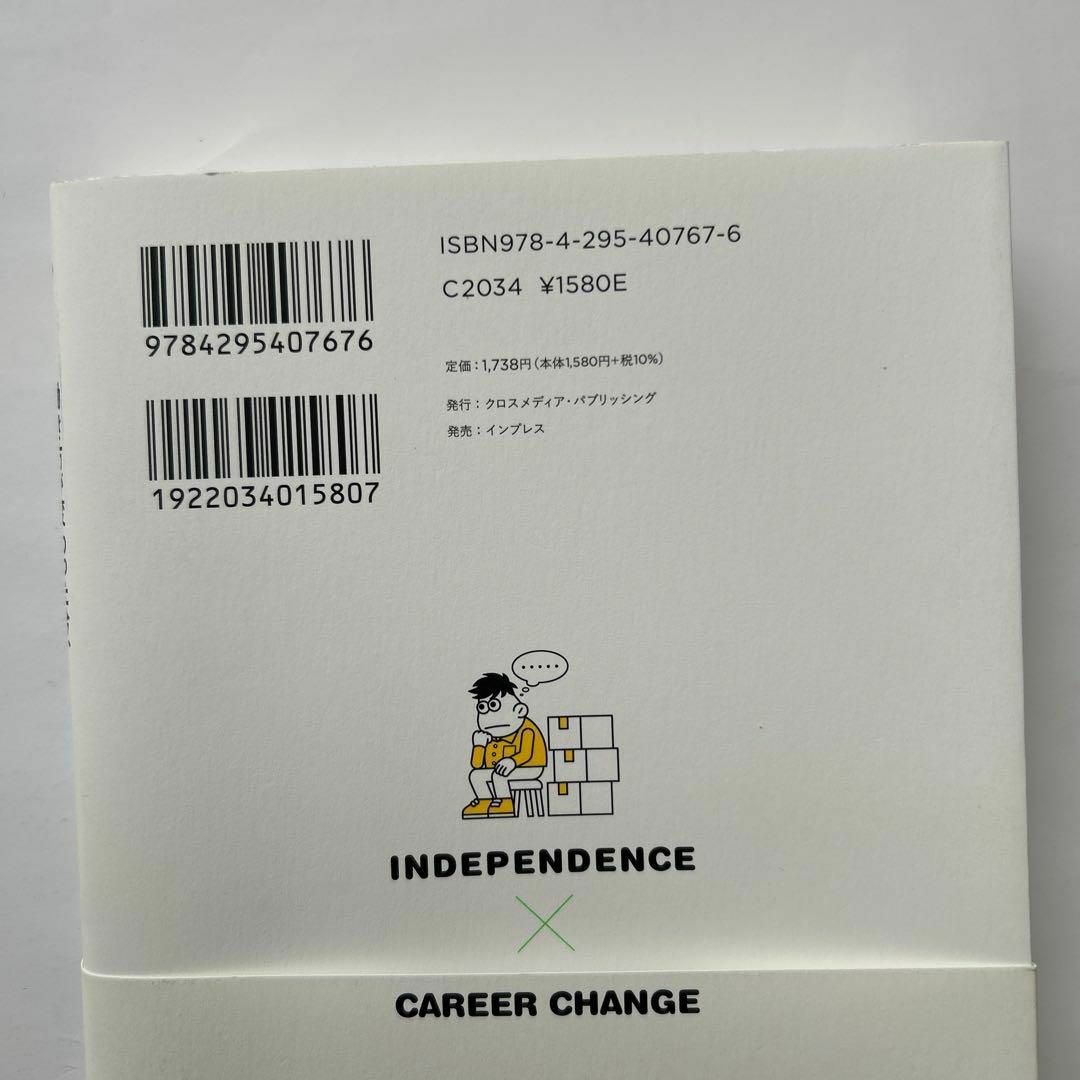 ISBN978-4-295-40767-6
C2034 ¥1580E
9784295407676
定価：1,738円（本体1,580円+税10%）
発行：クロスメディア・パブリッシング
発売：インプレス
1922034015807
.....
INDEPENDENCE
CAREER CHANGE